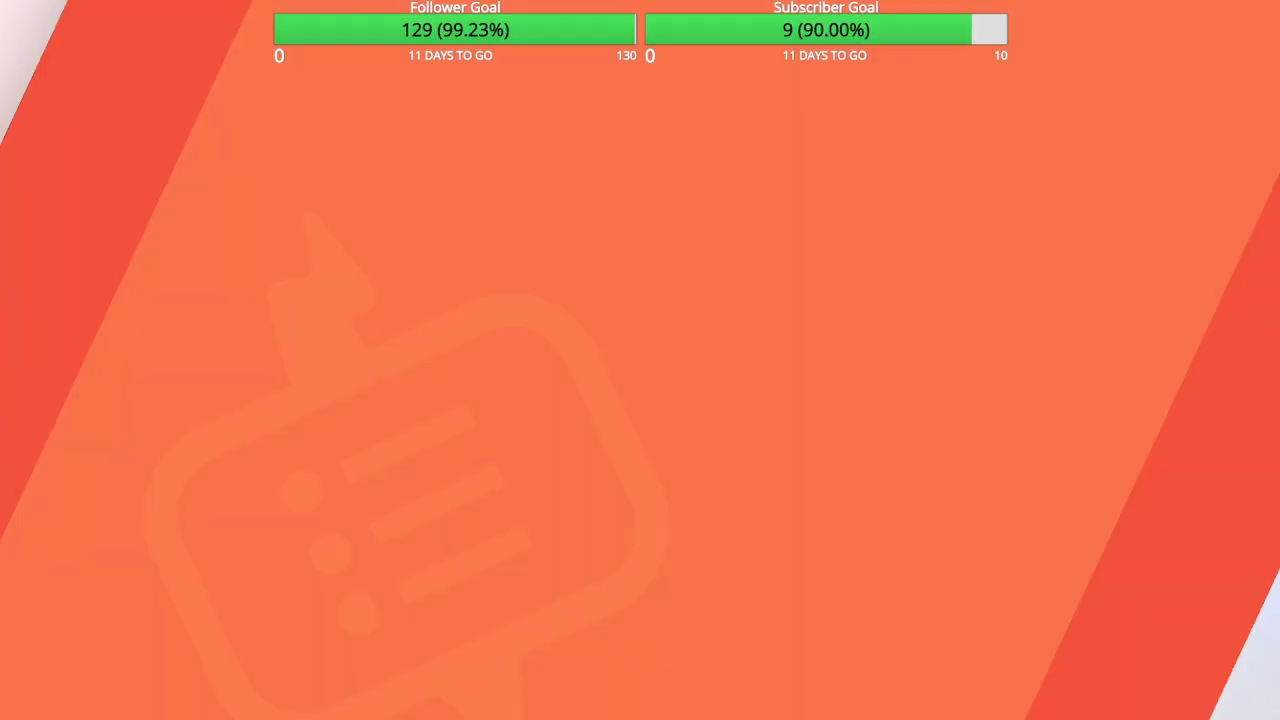 Follower Goal
129 (99.23%)
0 11 DAYS TO GO 130
Subscriber Goal
9 (90.00%)
0 11 DAYS TO GO 10